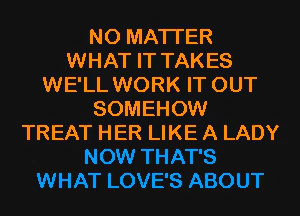 NO MATTER
WHAT IT TAKES
WE'LL WORK IT OUT
SOMEHOW
TREAT HER LIKE A LADY
NOW THAT'S
WHAT LOVE'S ABOUT